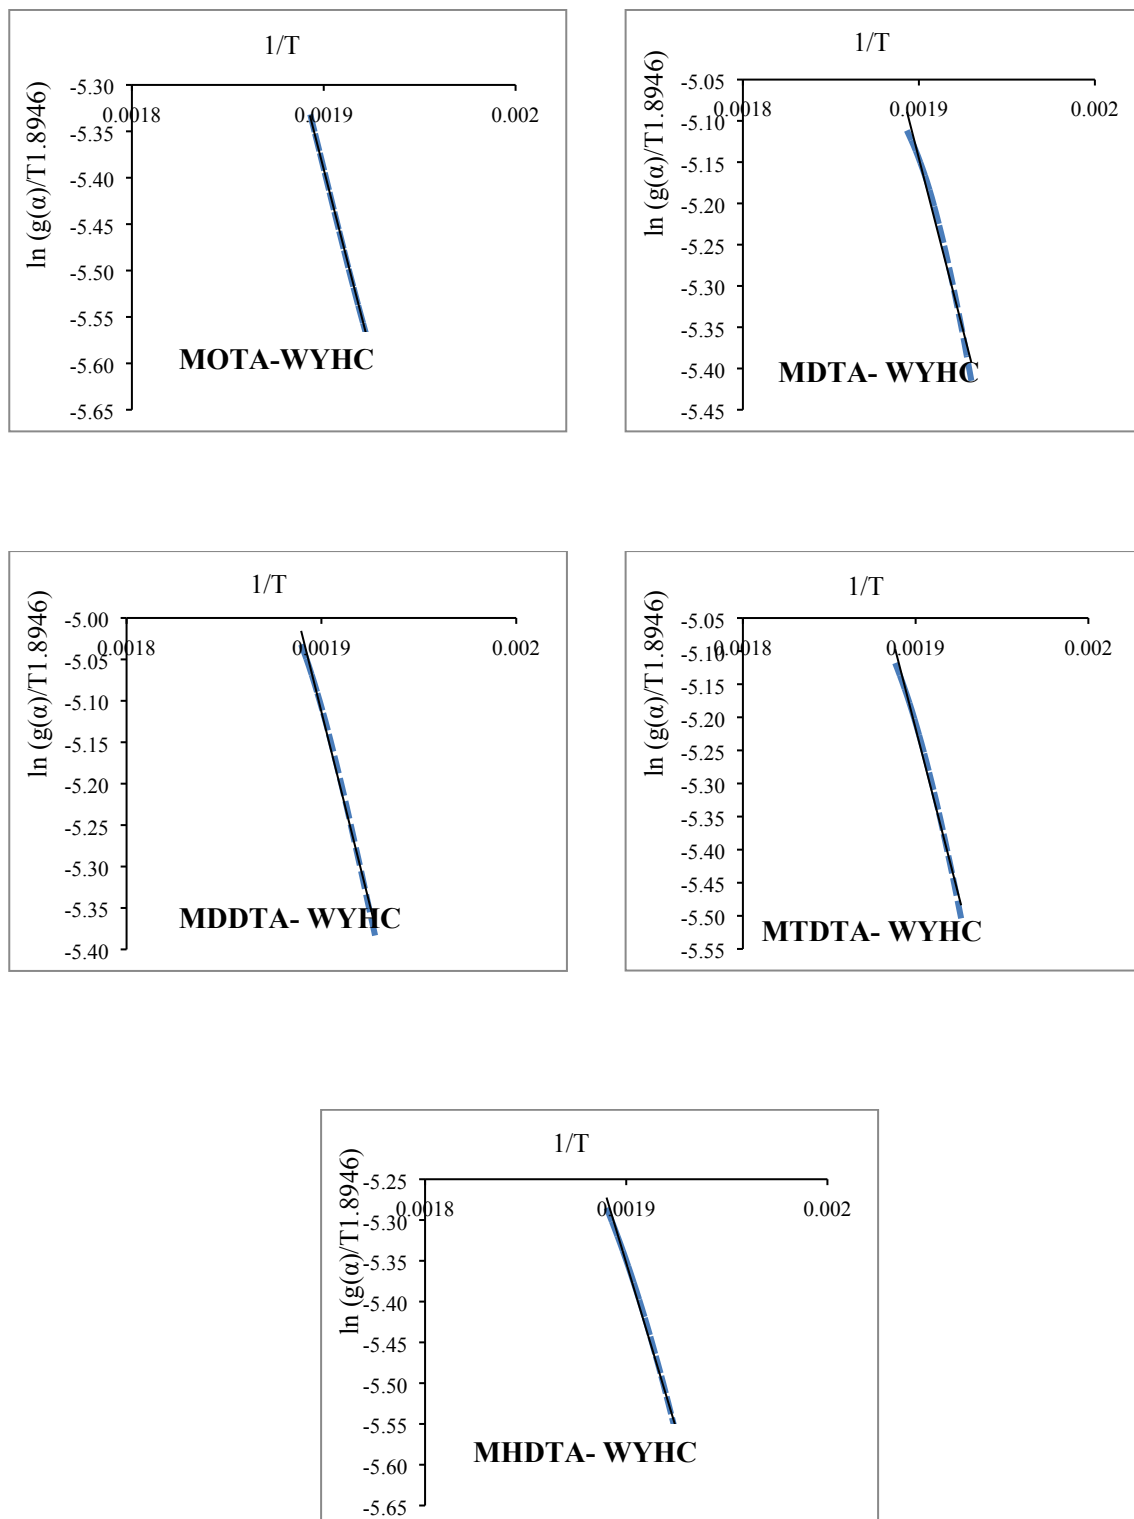 1/T
ln (g(α)/T1.8946)
-5.30
0.0018 0.0019 0.002
-5.35
-5.40
-5.45
-5.50
-5.55
-5.60
-5.65
MOTA-WYHC
1/T
ln (g(α)/T1.8946)
-5.05
0.0018 0.0019 0.002
-5.10
-5.15
-5.20
-5.25
-5.30
-5.35
-5.40
-5.45
MDTA- WYHC
1/T
ln (g(α)/T1.8946)
-5.00
0.0018 0.0019 0.002
-5.05
-5.10
-5.15
-5.20
-5.25
-5.30
-5.35
-5.40
MDDTA- WYHC
1/T
ln (g(α)/T1.8946)
-5.05
0.0018 0.0019 0.002
-5.10
-5.15
-5.20
-5.25
-5.30
-5.35
-5.40
-5.45
-5.50
-5.55
MTDTA- WYHC
1/T
ln (g(α)/T1.8946)
-5.25
0.0018 0.0019 0.002
-5.30
-5.35
-5.40
-5.45
-5.50
-5.55
-5.60
-5.65
MHDTA- WYHC